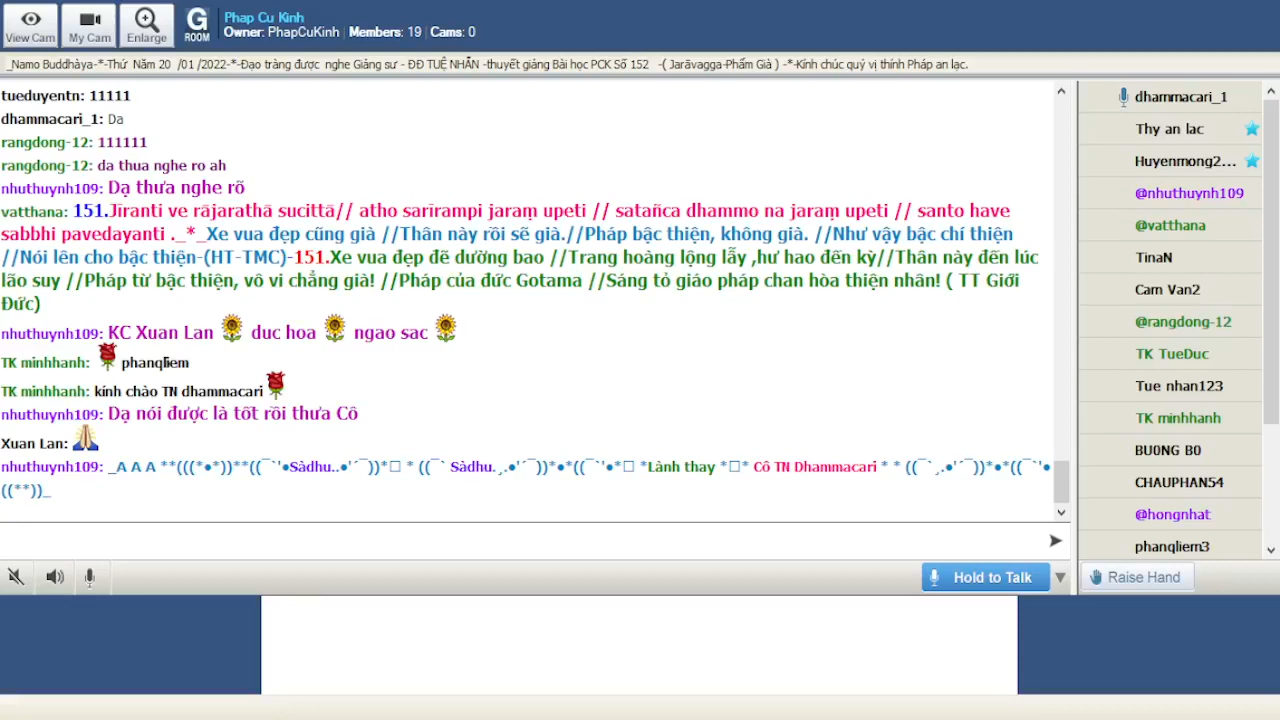 View Cam
My Cam
Enlarge
G
ROOM
Phap Cu Kinh
Owner: PhapCuKinh | Members: 19 | Cams: 0
_Namo Buddhàya-*-Thứ Năm 20 /01 /2022-*-Đạo tràng được nghe Giảng sư - ĐĐ TUỆ NHẪN -thuyết giảng Bài học PCK Số 152 -( Jarāvagga-Phẩm Già ) -*-Kính chúc quý vị thính Pháp an lạc.
tueduyentn: 11111
dhammacari_1: Da
rangdong-12: 111111
rangdong-12: da thua nghe ro ah
nhuthuynh109: Dạ thưa nghe rõ
vatthana: 151.Jīranti ve rājarathā sucittā// atho sarīrampi jaraṃ upeti // satañca dhammo na jaraṃ upeti // santo have
sabbhi pavedayanti ._*_Xe vua đẹp cũng già //Thân này rồi sẽ già.//Pháp bậc thiện, không già. //Như vậy bậc chí thiện
//Nói lên cho bậc thiện-(HT-TMC)-151.Xe vua đẹp đẽ dường bao //Trang hoàng lộng lẫy ,hư hao đến kỳ//Thân này đến lúc
lão suy //Pháp từ bậc thiện, vô vi chẳng già! //Pháp của đức Gotama //Sáng tỏ giáo pháp chan hòa thiện nhân! ( TT Giới
Đức)
nhuthuynh109: KC Xuan Lan duc hoa ngao sac
TK minhhanh: phanqliem
TK minhhanh: kính chào TN dhammacari
nhuthuynh109: Dạ nói được là tốt rồi thưa Cô
Xuan Lan:
nhuthuynh109: _A A A **(((*•*))**((¯`'•Sàdhu..•'´¯))*□ * ((¯` Sàdhu.¸.•'´¯))*•*((¯`'•*□ *Lành thay *□* Cô TN Dhammacari * * ((¯`¸.•'´¯))*•*((¯`'•
((**))_
Hold to Talk
dhammacari_1
Thy an lac
Huyenmong2...
@nhuthuynh109
@vatthana
TinaN
Cam Van2
@rangdong-12
TK TueDuc
Tue nhan123
TK minhhanh
BU0NG B0
CHAUPHAN54
@hongnhat
phanqliem3
Raise Hand